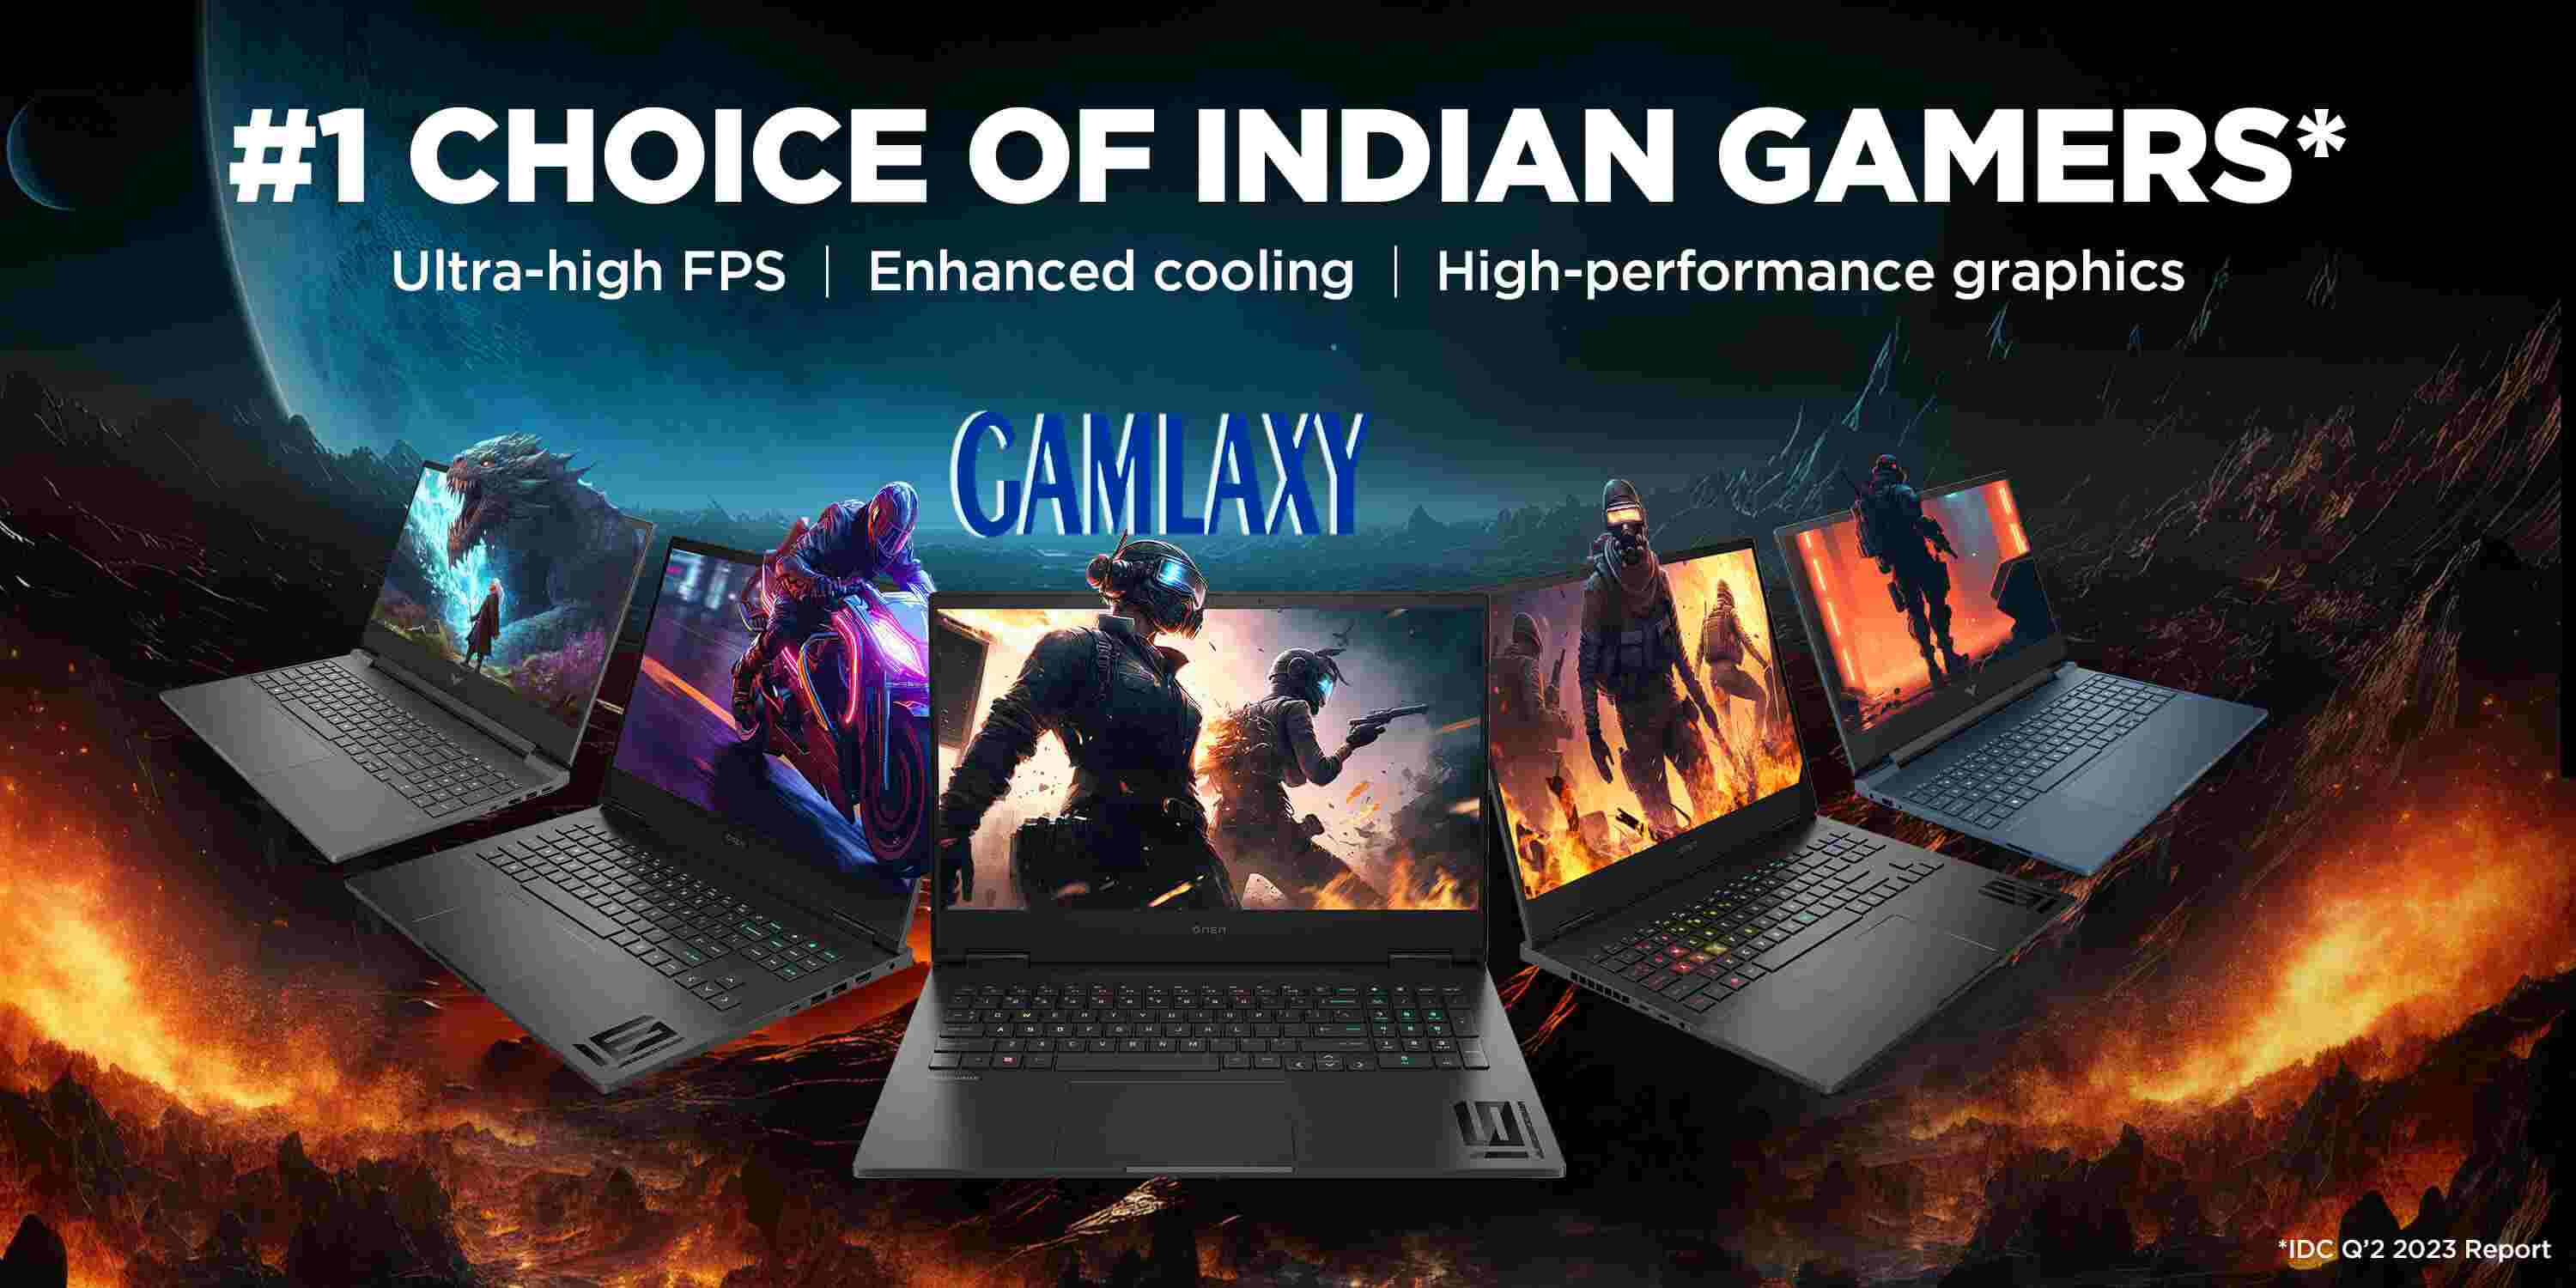 #1 CHOICE OF INDIAN GAMERS*
Ultra-high FPS | Enhanced cooling | High-performance graphics
GAMLAXY
OMEN
*IDC Q'2 2023 Report